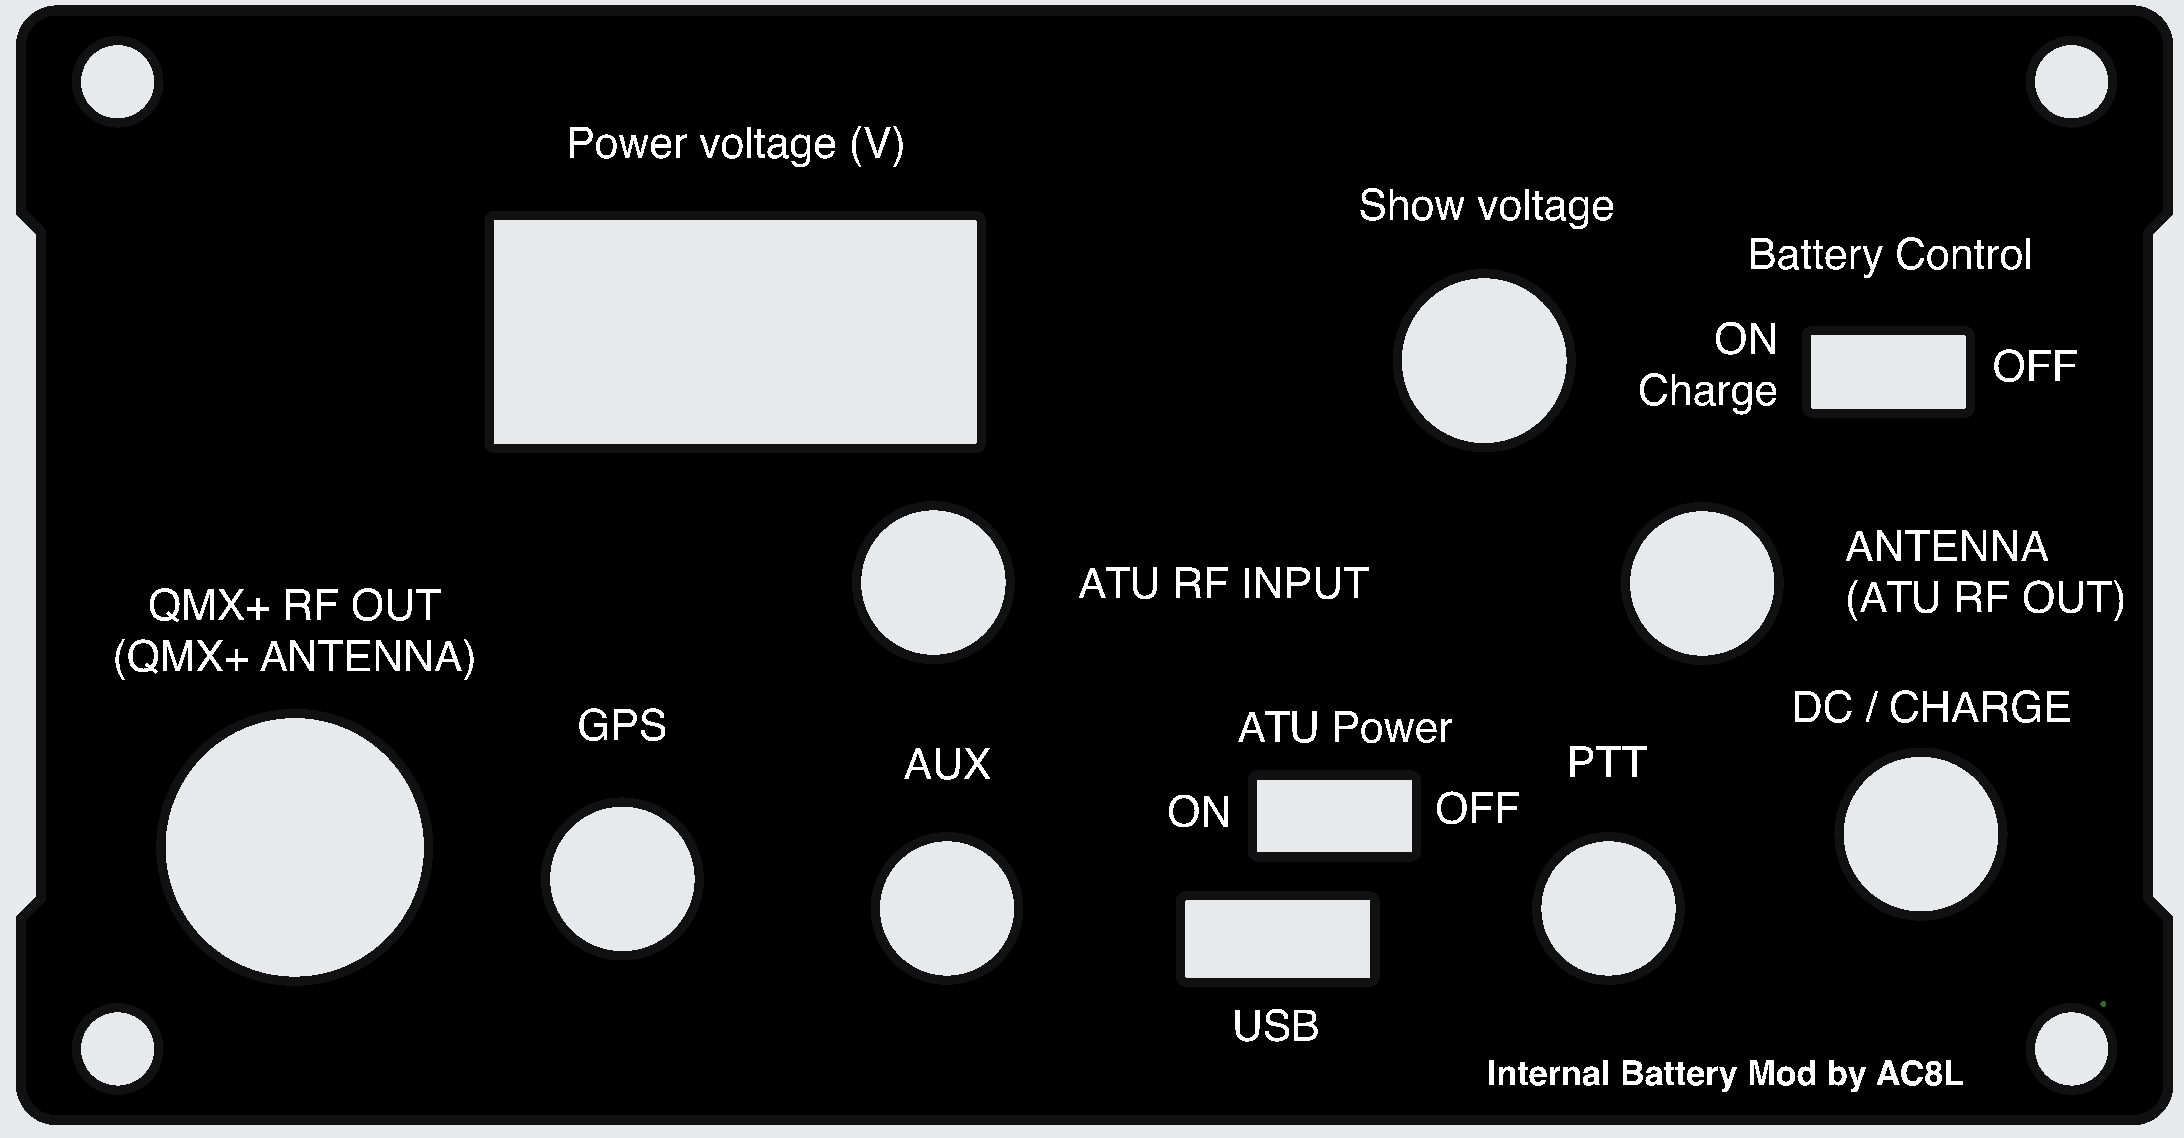 Power voltage (V)
Show voltage
Battery Control
ON
Charge
OFF
ATU RF INPUT
ANTENNA
(ATU RF OUT)
QMX+ RF OUT
(QMX+ ANTENNA)
GPS
AUX
ATU Power
ON
OFF
PTT
DC / CHARGE
USB
Internal Battery Mod by AC8L